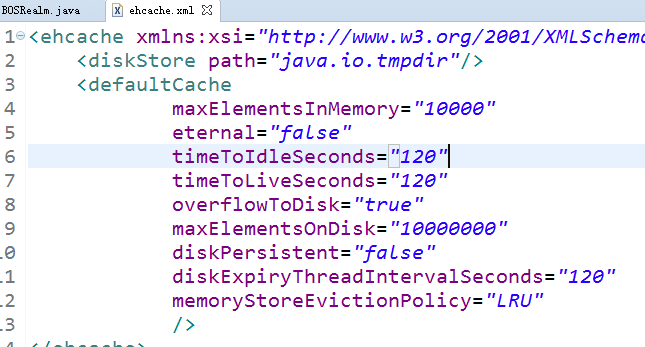 BOSRealm.java ehcache.xml
1 <ehcache xmlns:xsi="http://www.w3.org/2001/XMLSchema
2 <diskStore path="java.io.tmpdir"/>
3 <defaultCache
4 maxElementsInMemory="10000"
5 eternal="false"
6 timeToIdleSeconds="120"
7 timeToLiveSeconds="120"
8 overflowToDisk="true"
9 maxElementsOnDisk="10000000"
0 diskPersistent="false"
1 diskExpiryThreadIntervalSeconds="120"
2 memoryStoreEvictionPolicy="LRU"
3 />
</ehcache>